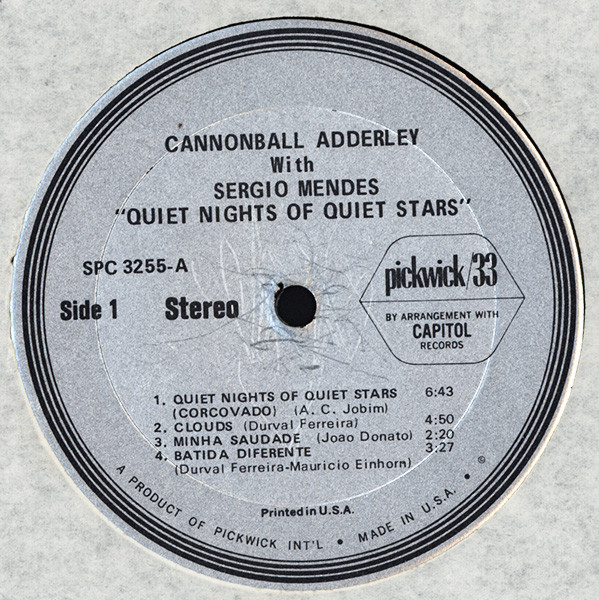 CANNONBALL ADDERLEY
With
SERGIO MENDES
"QUIET NIGHTS OF QUIET STARS"
SPC 3255-A
Side 1 Stereo
pickwick/33
BY ARRANGEMENT WITH
CAPITOL
RECORDS
1. QUIET NIGHTS OF QUIET STARS 6:43
(CORCOVADO) (A. C. Jobim)
2. CLOUDS (Durval Ferreira) 4:50
3. MINHA SAUDADE (Joao Donato) 2:20
4. BATIDA DIFERENTE 3:27
(Durval Ferreira-Mauricio Einhorn)
Printed in U.S.A.
A PRODUCT OF PICKWICK INT'L • MADE IN U.S.A. •